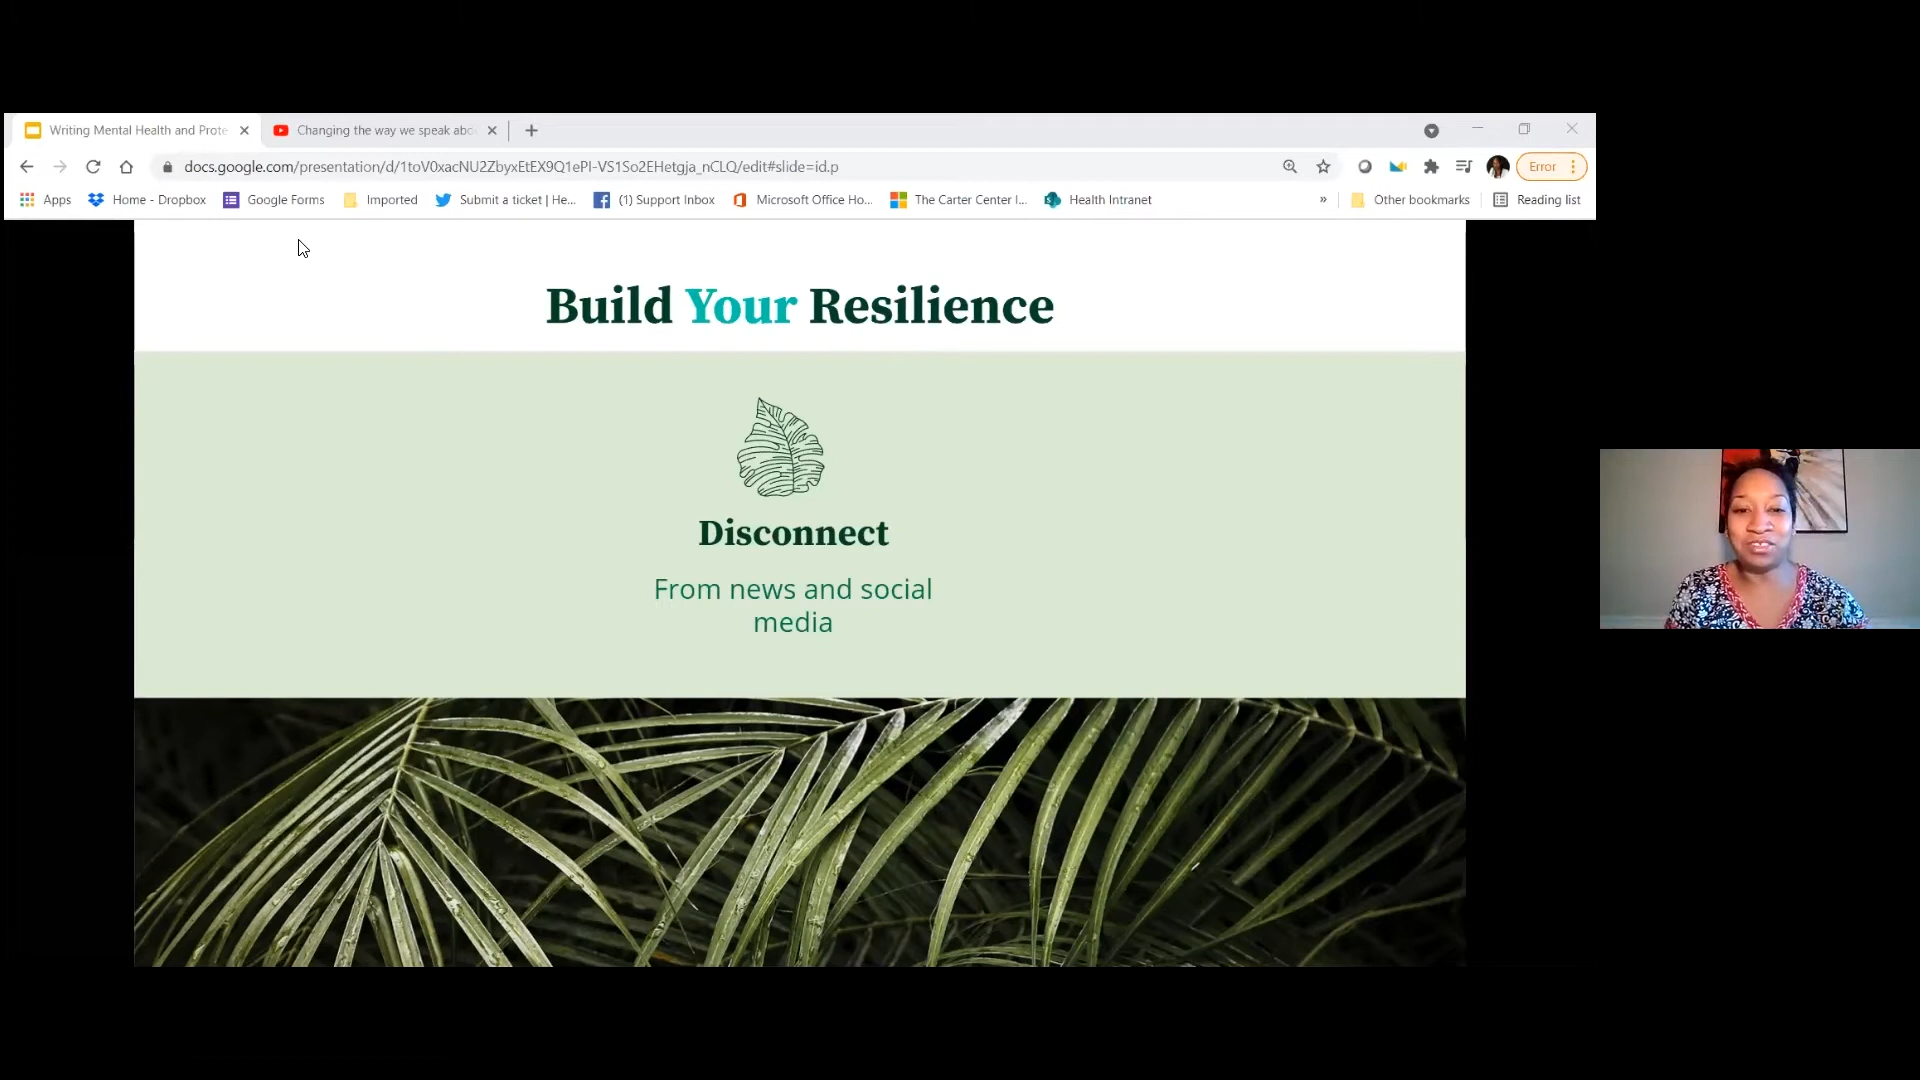 Writing Mental Health and Prote
Changing the way we speak abo
docs.google.com/presentation/d/1toV0xacNU2ZbyxEtEX9Q1ePI-VS1So2EHetgja_nCLQ/edit#slide=id.p
Error
Apps
Home - Dropbox
Google Forms
Imported
Submit a ticket | He...
(1) Support Inbox
Microsoft Office Ho...
The Carter Center I...
Health Intranet
»
Other bookmarks
Reading list
Build Your Resilience
Disconnect
From news and social
media